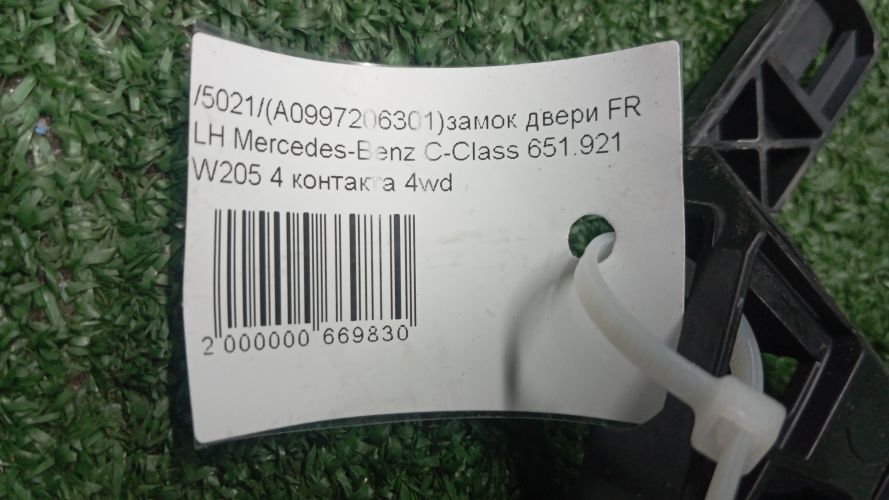 /5021/(A0997206301)замок двери FR
LH Mercedes-Benz C-Class 651.921
W205 4 контакта 4wd
2 000000 669830